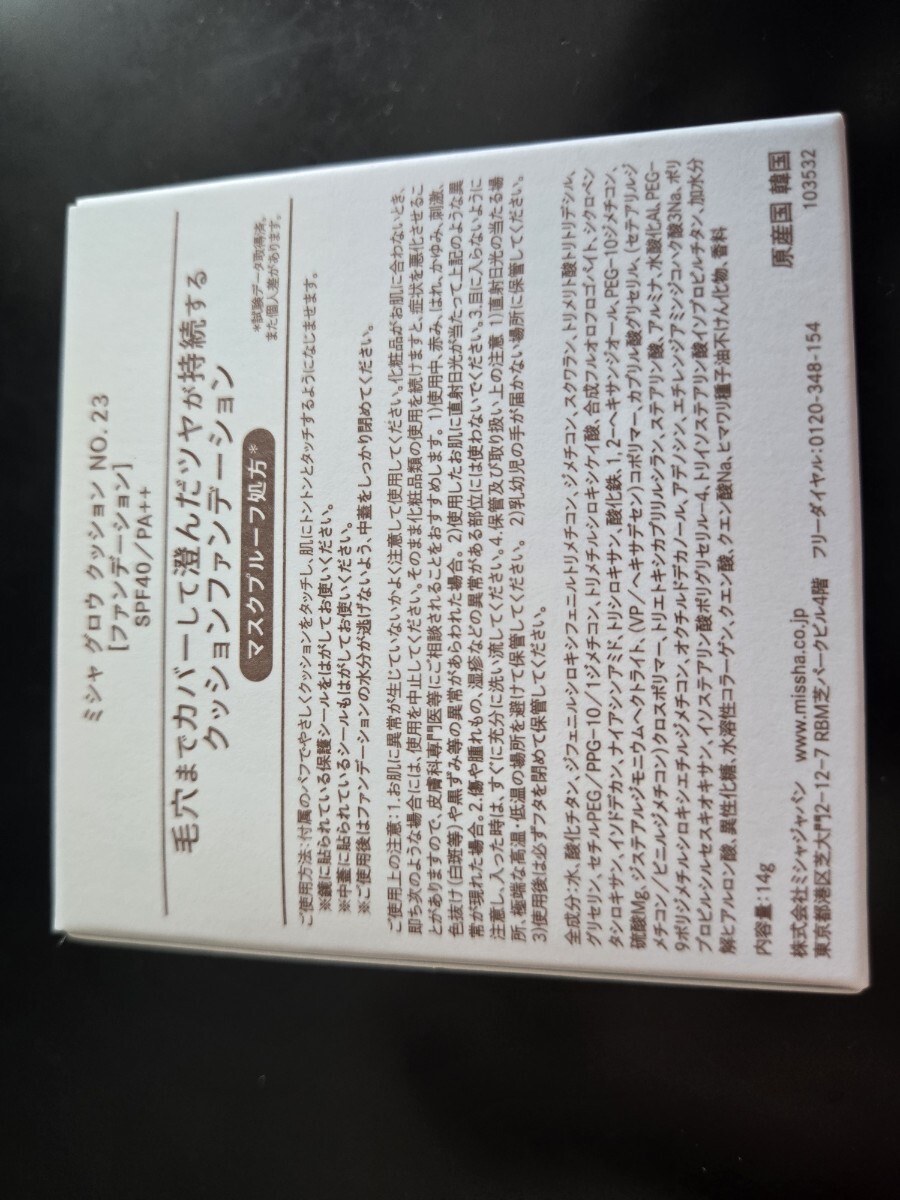 ミシャ グロウ クッション NO. 23
[ファンデーション]
SPF40/PA++
毛穴までカバーして澄んだツヤが持続する
クッションファンデーション
マスクプルーフ処方*
*試験データ取得済。
また個人差があります。
ご使用方法:付属のパフでやさしくクッションをタッチし、肌にトントンとタッチするようになじませます。
※鏡に貼られている保護シールをはがしてお使いください。
※中蓋に貼られているシールもはがしてお使いください。
※ご使用後はファンデーションの水分が逃げないよう、中蓋をしっかり閉めてください。
ご使用上の注意:1.お肌に異常が生じていないかよく注意して使用してください。化粧品がお肌に合わないとき、
即ち次のような場合には、使用を中止してください。そのまま化粧品類の使用を続けますと、症状を悪化させるこ
とがありますので、皮膚科専門医等にご相談されることをおすすめします。1)使用中、赤み、はれ、かゆみ、刺激、
色抜け(白斑等)や黒ずみ等の異常があらわれた場合。2)使用したお肌に直射日光が当たって上記のような異
常が現れた場合。2.傷や腫れもの、湿疹などの異常がある部位には使わないでください。3.目に入らないように
注意し、入った時は、すぐに充分に洗い流してください。4.保管及び取り扱い上の注意 1)直射日光の当たる場
所、極端な高温・低温の場所を避けて保管してください。 2)乳幼児の手が届かない場所に保管してください。
3)使用後は必ずフタを閉めて保管してください。
全成分:水、酸化チタン、ジフェニルシロキシフェニルトリメチコン、ジメチコン、スクワラン、トリメリト酸トリトリデシル、
グリセリン、セチルPEG/PPG-10/1ジメチコン、トリメチルシロキシケイ酸、合成フルオロフロゴパイト、シクロペン
タシロキサン、イソドデカン、ナイアシンアミド、トリシロキサン、酸化鉄、1,2-ヘキサンジオール、PEG-10ジメチコン、
硫酸Mg、ジステアルジモニウムヘクトライト、(VP/ヘキサデセン)コポリマー、カプリル酸グリセリル、(セテアリルジ
メチコン/ビニルジメチコン)クロスポリマー、トリエトキシカプリリルシラン、ステアリン酸、アルミナ、水酸化Al、PEG-
9ポリジメチルシロキシエチルジメチコン、オクチルドデカノール、アデノシン、エチレンジアミンジコハク酸3Na、ポリ
プロピルシルセスオキサン、イソステアリン酸ポリグリセリル-4、トリイソステアリン酸イソプロピルチタン、加水分
解ヒアルロン酸、異性化糖、水溶性コラーゲン、クエン酸、クエン酸Na、ヒマワリ種子油不けん化物、香料
内容量:14g
原産国 韓国
株式会社ミシャジャパン www.missha.co.jp
東京都港区芝大門2-12-7 RBM芝パークビル4階 フリーダイヤル:0120-348-154
103532